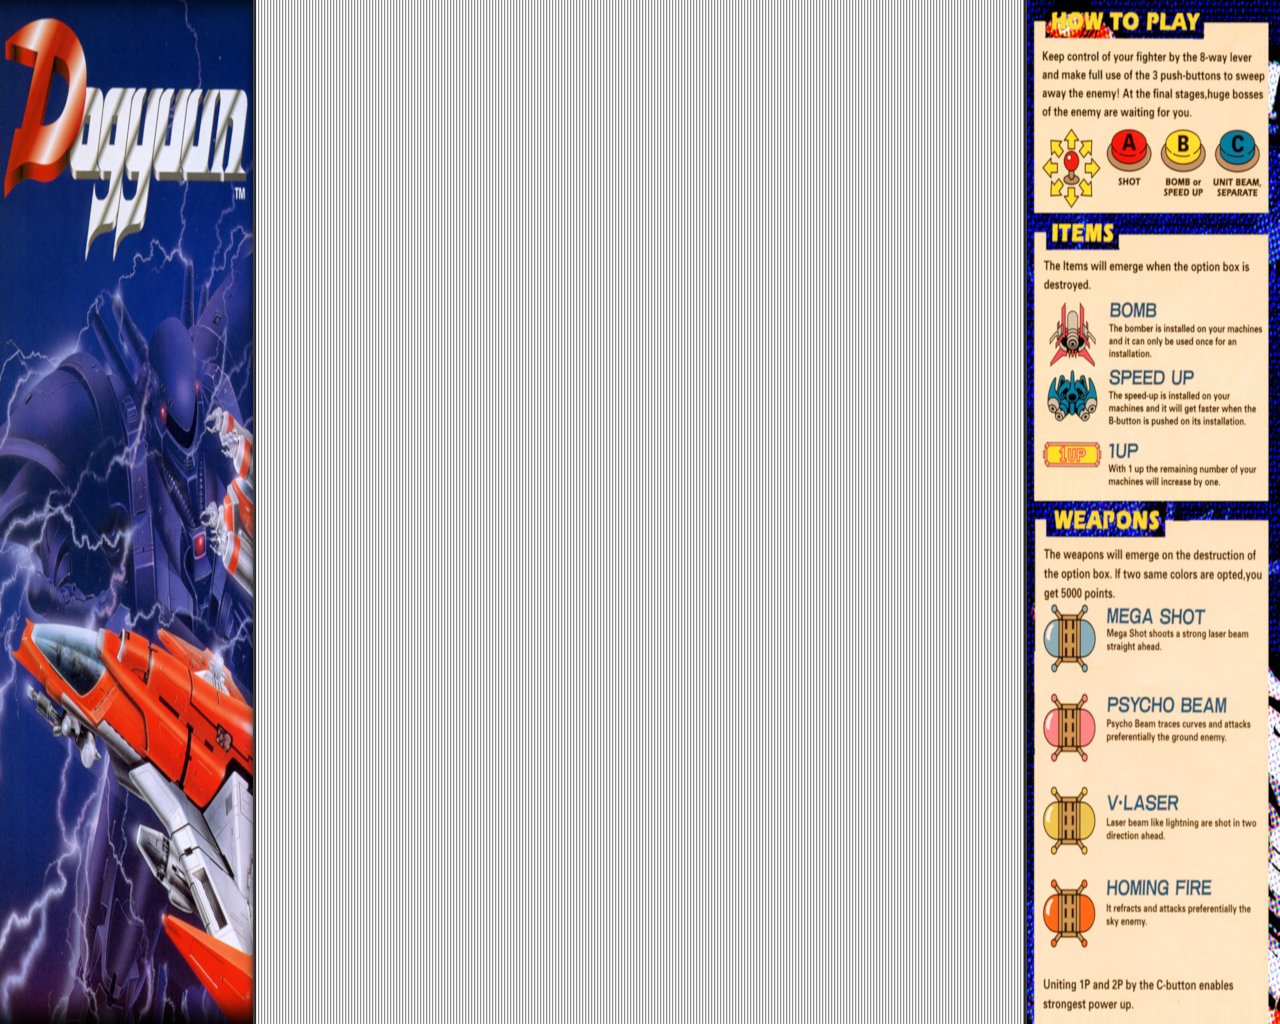 Dogyuun
TM
HOW TO PLAY
Keep control of your fighter by the 8-way lever
and make full use of the 3 push-buttons to sweep
away the enemy! At the final stages,huge bosses
of the enemy are waiting for you.
A B C
SHOT
BOMB or
SPEED UP
UNIT BEAM,
SEPARATE
ITEMS
The Items will emerge when the option box is
destroyed.
BOMB
The bomber is installed on your machines
and it can only be used once for an
installation.
SPEED UP
The speed-up is installed on your
machines and it will get faster when the
B-button is pushed on its installation.
1UP
1UP
With 1 up the remaining number of your
machines will increase by one.
WEAPONS
The weapons will emerge on the destruction of
the option box. If two same colors are opted,you
get 5000 points.
MEGA SHOT
Mega Shot shoots a strong laser beam
straight ahead.
PSYCHO BEAM
Psycho Beam traces curves and attacks
preferentially the ground enemy.
V·LASER
Laser beam like lightning are shot in two
direction ahead.
HOMING FIRE
It refracts and attacks preferentially the
sky enemy.
Uniting 1P and 2P by the C-button enables
strongest power up.